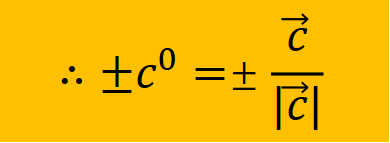 ∴ ±c⁰ = ± c⃗ / |c⃗|